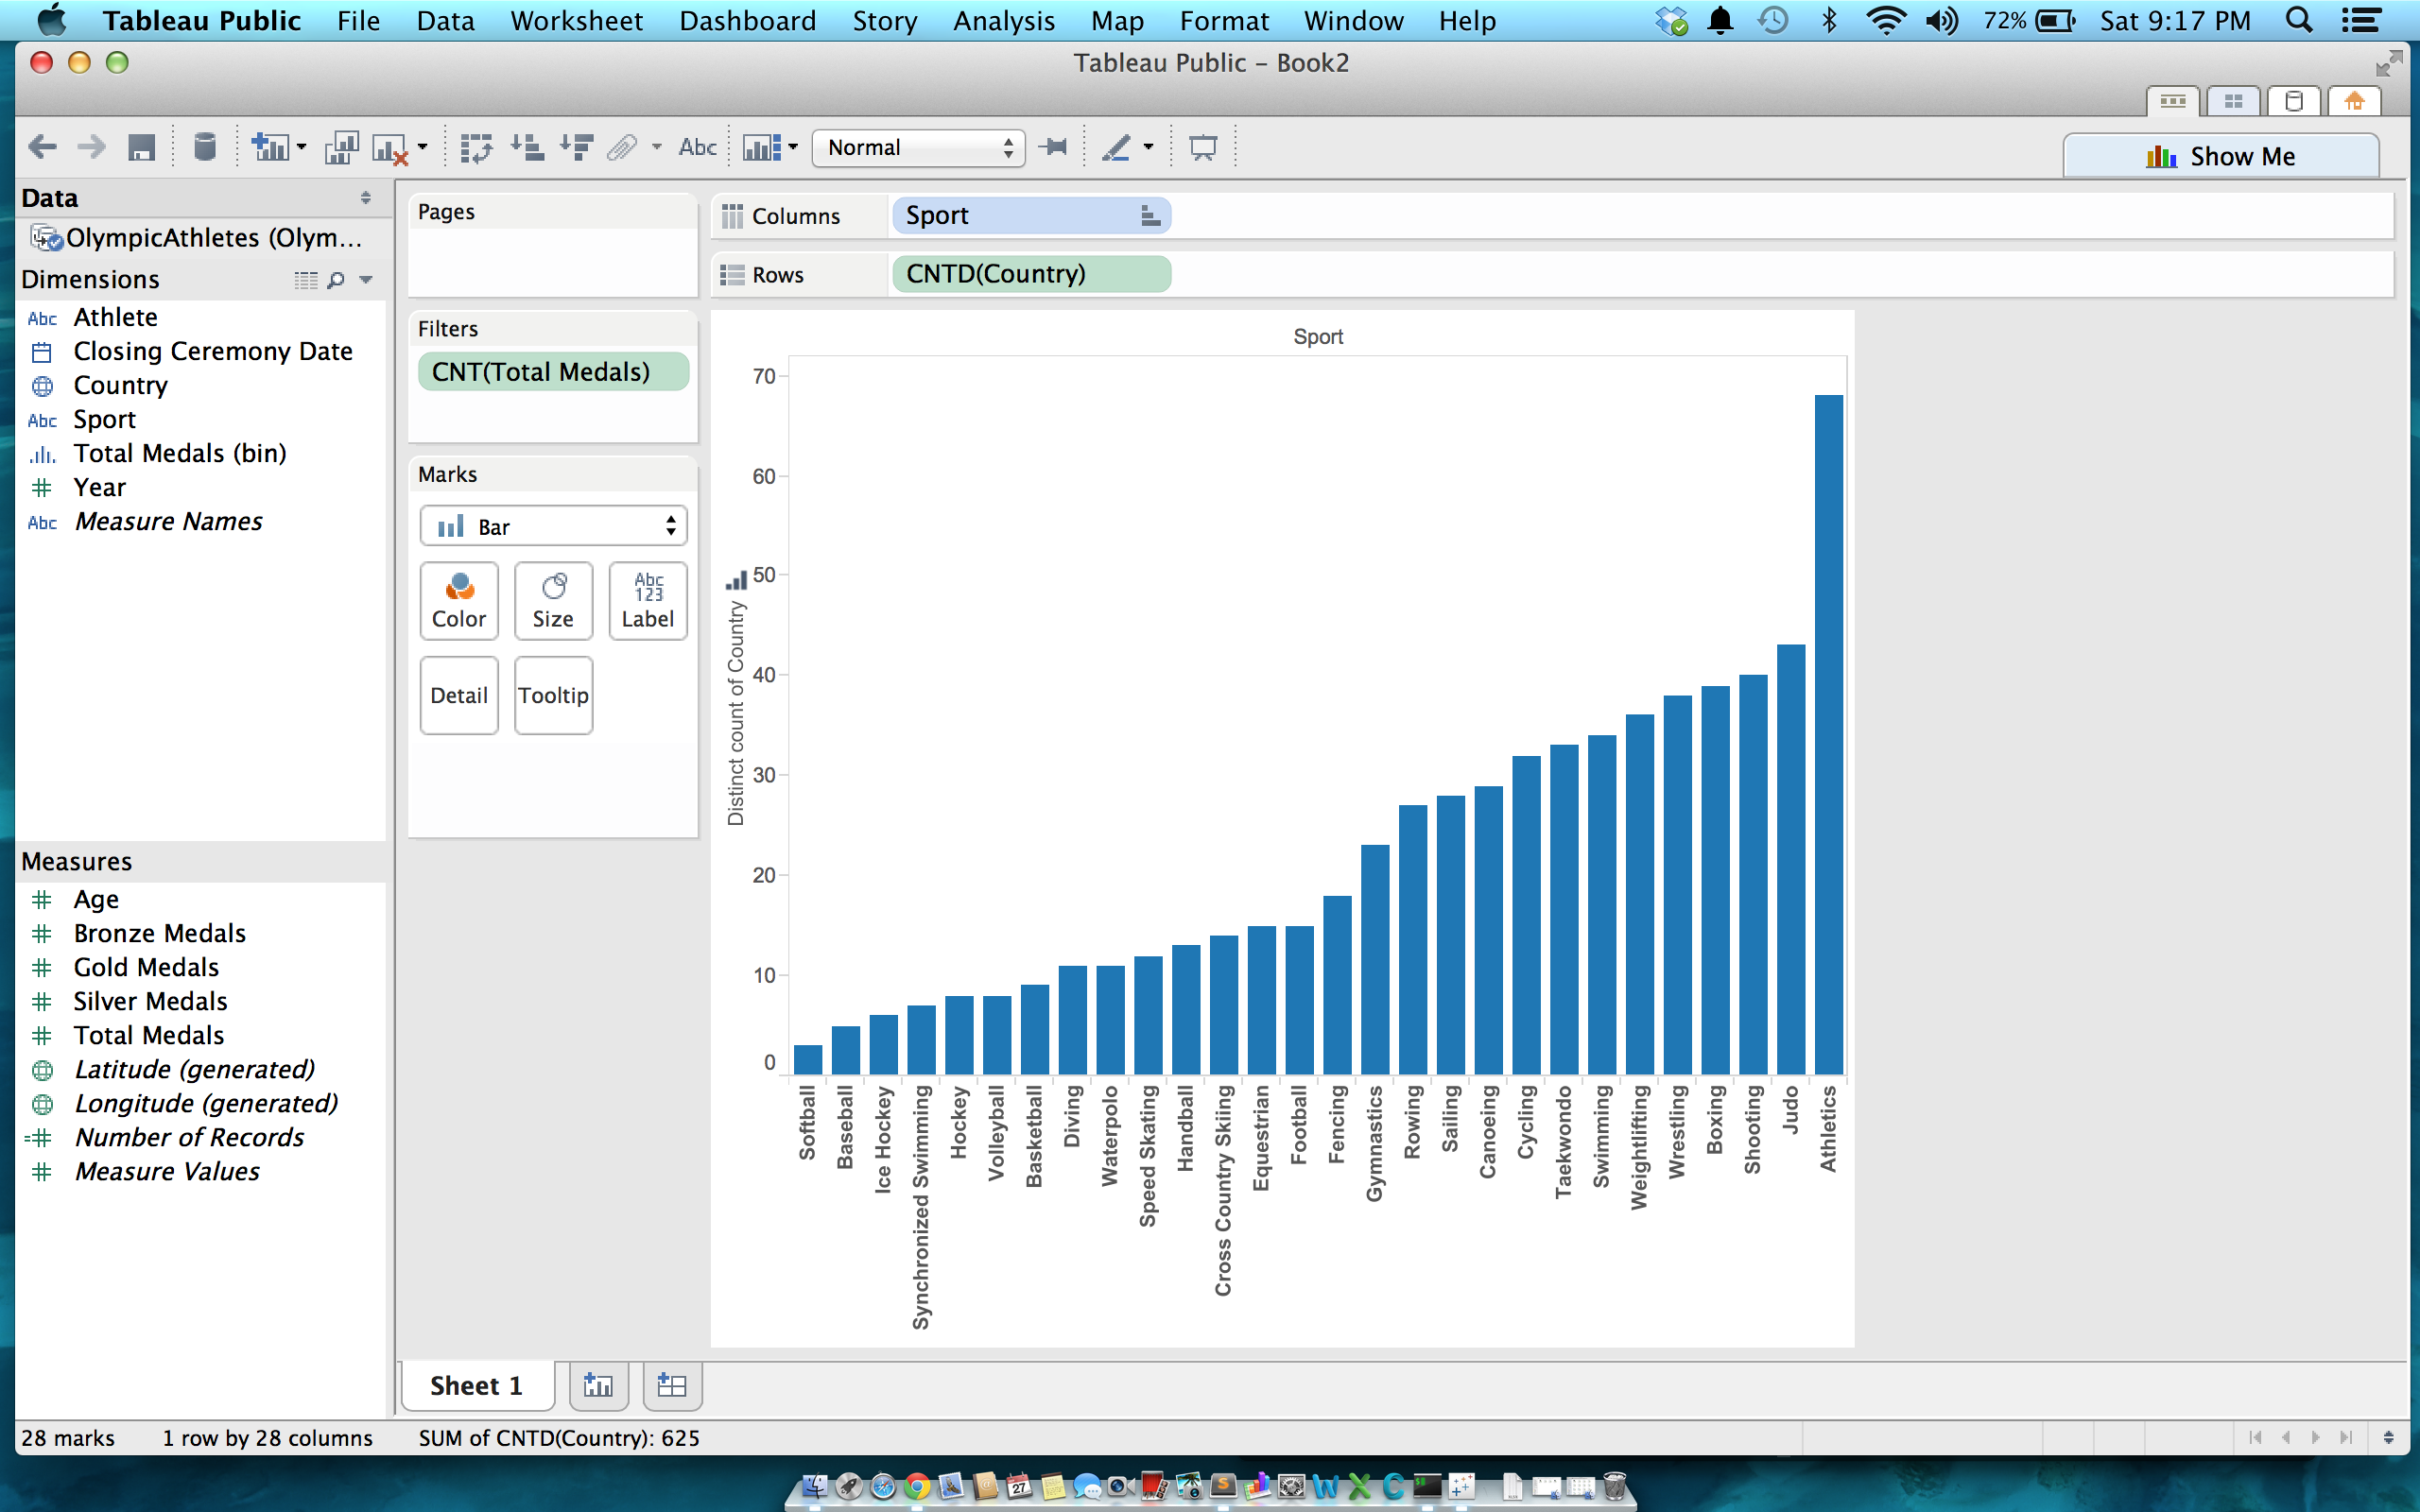 Tableau Public File Data Worksheet Dashboard Story Analysis Map Format Window Help 72% Sat 9:17 PM
Tableau Public – Book2
Abc Normal Show Me
Data
OlympicAthletes (Olym...
Dimensions
Abc Athlete
Closing Ceremony Date
Country
Abc Sport
Total Medals (bin)
# Year
Abc Measure Names
Measures
# Age
# Bronze Medals
# Gold Medals
# Silver Medals
# Total Medals
Latitude (generated)
Longitude (generated)
=# Number of Records
# Measure Values
Pages
Filters
CNT(Total Medals)
Marks
Bar
Color Size Abc 123 Label
Detail Tooltip
Columns Sport
Rows CNTD(Country)
Sport
Distinct count of Country
70
60
50
40
30
20
10
0
Softball
Baseball
Ice Hockey
Synchronized Swimming
Hockey
Volleyball
Basketball
Diving
Waterpolo
Speed Skating
Handball
Cross Country Skiing
Equestrian
Football
Fencing
Gymnastics
Rowing
Sailing
Canoeing
Cycling
Taekwondo
Swimming
Weightlifting
Wrestling
Boxing
Shooting
Judo
Athletics
Sheet 1
28 marks 1 row by 28 columns SUM of CNTD(Country): 625
27